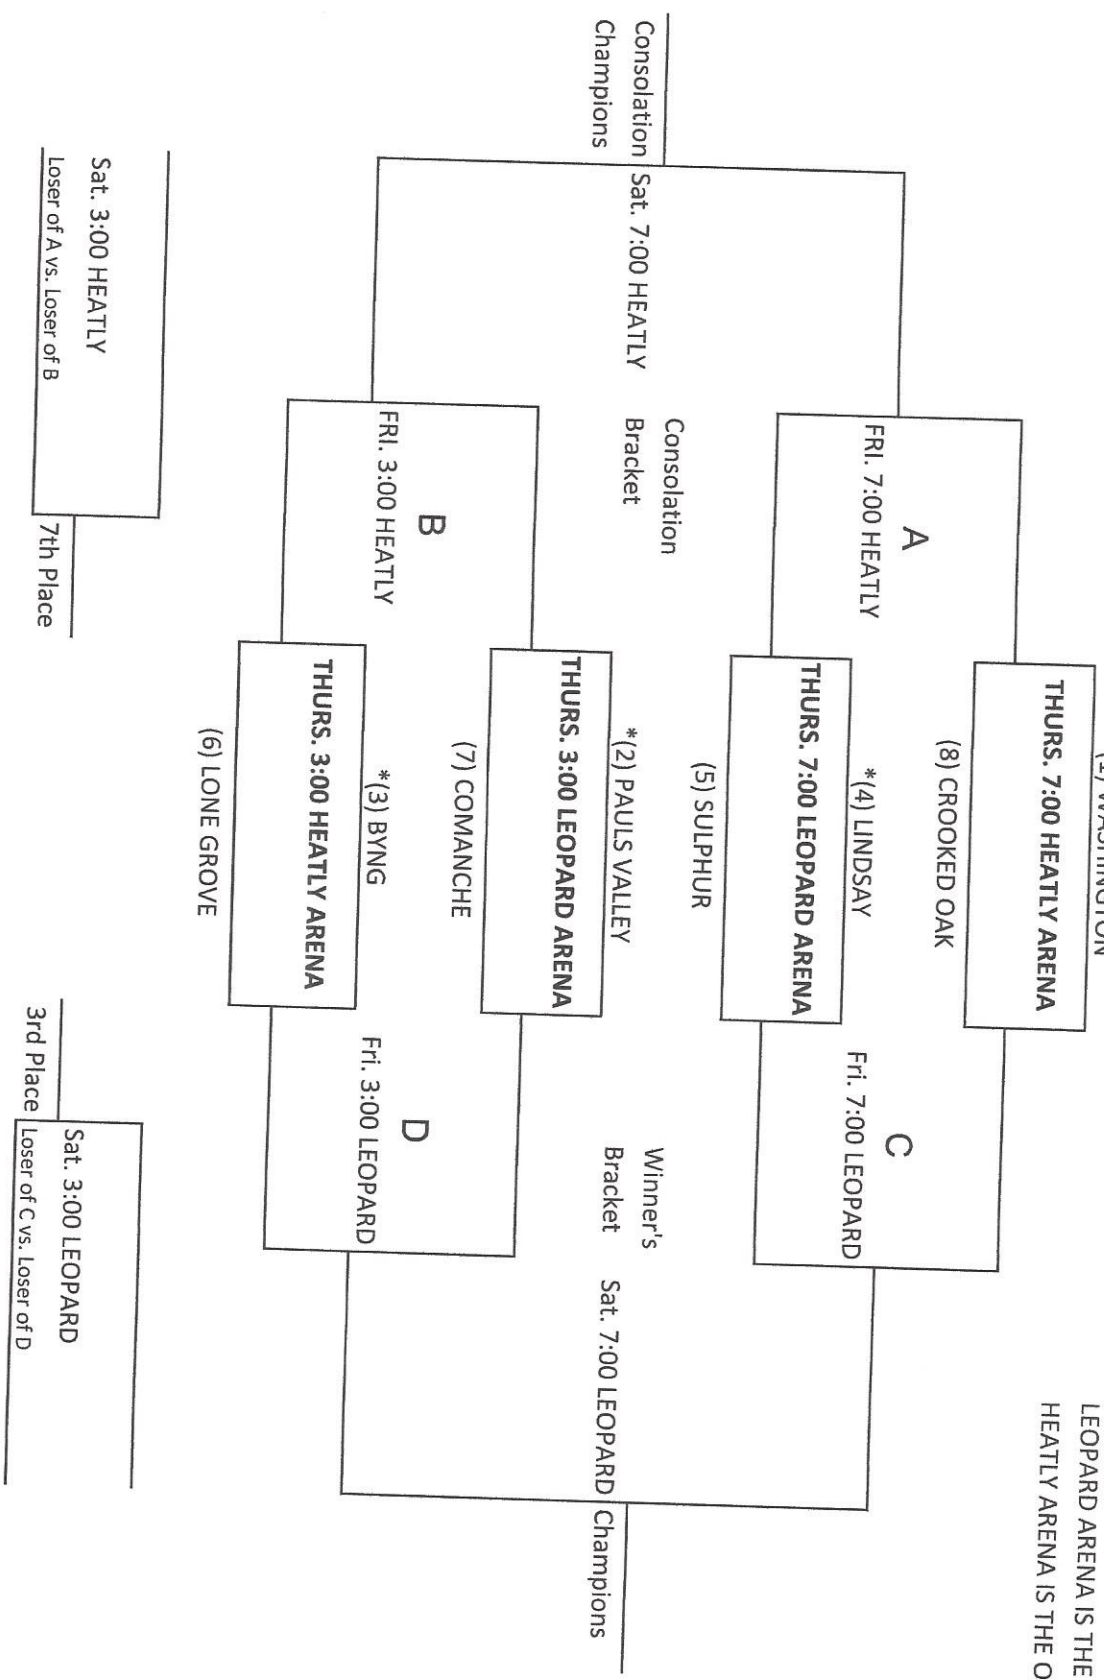 LEOPARD ARENA IS THE
HEATLY ARENA IS THE
WASHINGTON
THURS. 7:00 HEATLY ARENA
(8) CROOKED OAK
A
FRI. 7:00 HEATLY
C
Fri. 7:00 LEOPARD
*(4) LINDSAY
THURS. 7:00 LEOPARD ARENA
(5) SULPHUR
Consolation
Bracket
Winner's
Bracket
Consolation
Champions
Sat. 7:00 HEATLY
Sat. 7:00 LEOPARD
Champions
*(2) PAULS VALLEY
THURS. 3:00 LEOPARD ARENA
(7) COMANCHE
B
FRI. 3:00 HEATLY
D
Fri. 3:00 LEOPARD
*(3) BYNG
THURS. 3:00 HEATLY ARENA
(6) LONE GROVE
Sat. 3:00 HEATLY
Loser of A vs. Loser of B
7th Place
3rd Place
Sat. 3:00 LEOPARD
Loser of C vs. Loser of D